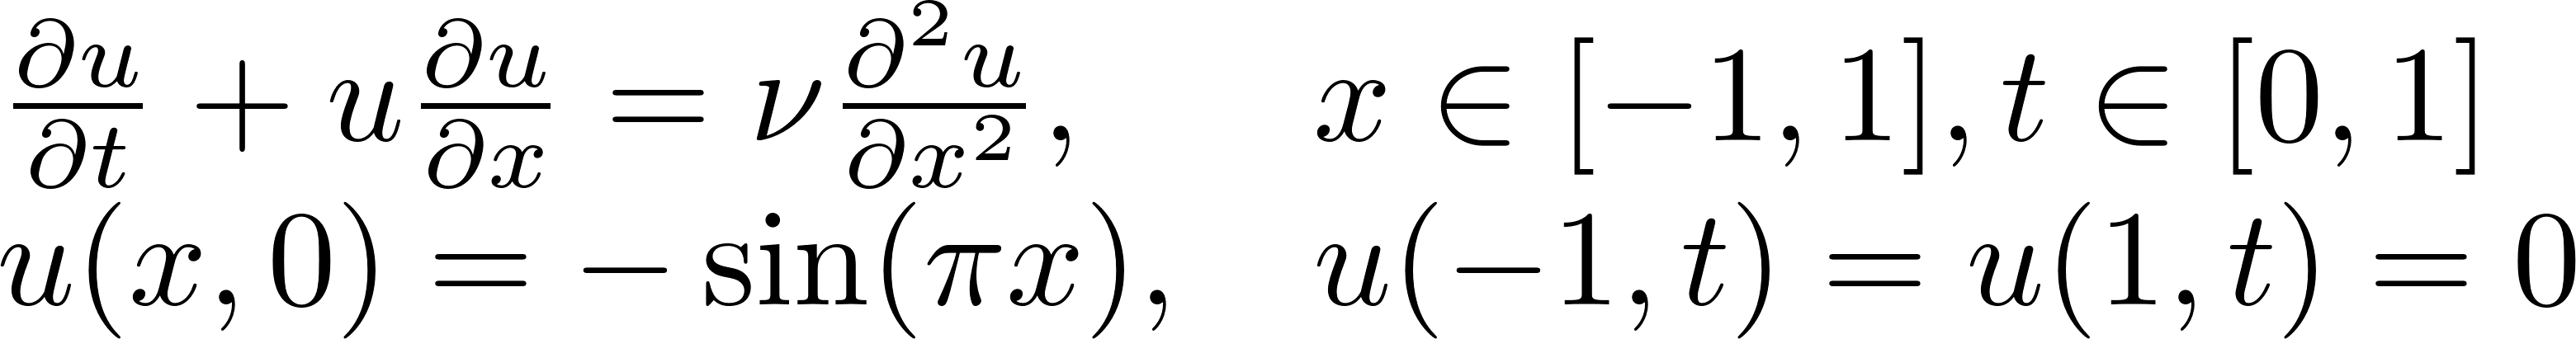 ∂u/∂t + u ∂u/∂x = ν ∂²u/∂x², x ∈ [−1, 1], t ∈ [0, 1]
u(x, 0) = − sin(πx), u(−1, t) = u(1, t) = 0